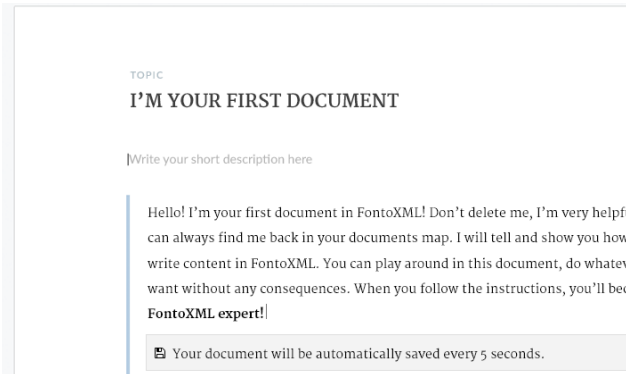 TOPIC
I’M YOUR FIRST DOCUMENT
Write your short description here
Hello! I’m your first document in FontoXML! Don’t delete me, I’m very
can always find me back in your documents map. I will tell and show you how
write content in FontoXML. You can play around in this document, do
want without any consequences. When you follow the instructions, you’ll
FontoXML expert!
Your document will be automatically saved every 5 seconds.